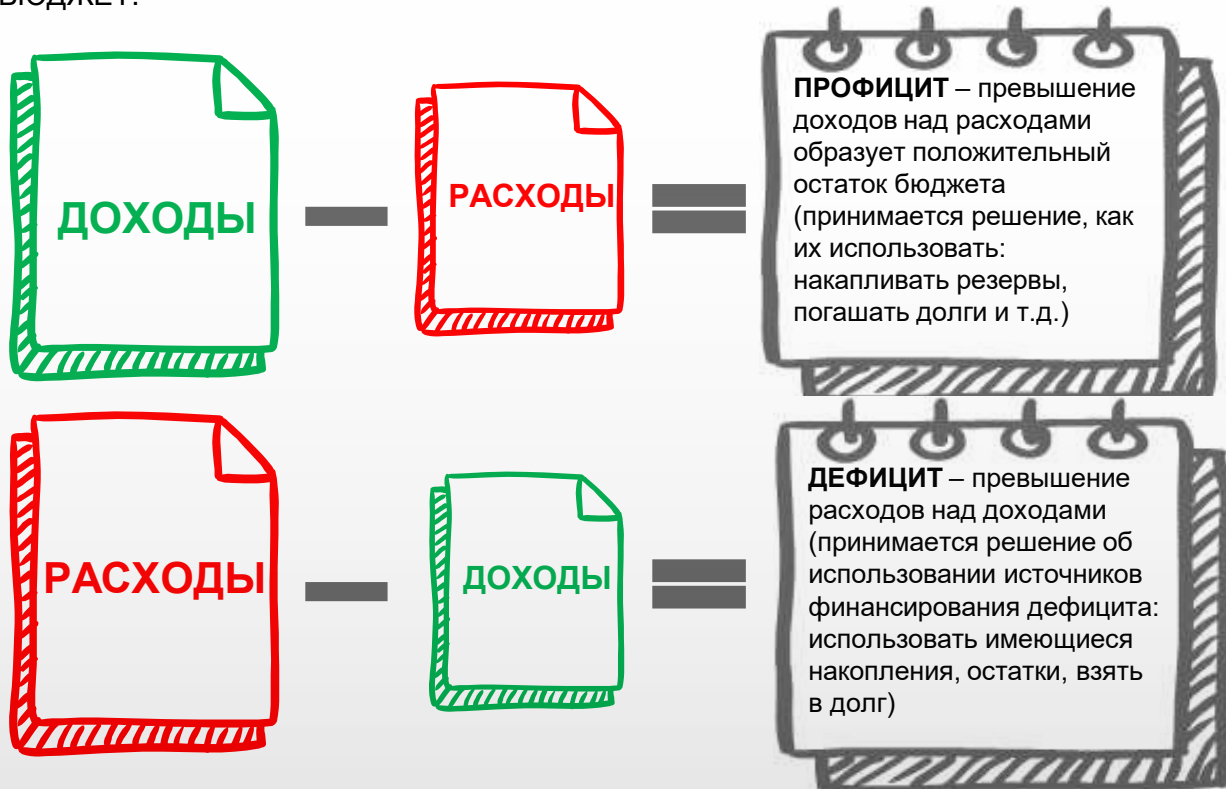 БЮДЖЕТ:
ДОХОДЫ
РАСХОДЫ
ПРОФИЦИТ – превышение
доходов над расходами
образует положительный
остаток бюджета
(принимается решение, как
их использовать:
накапливать резервы,
погашать долги и т.д.)
РАСХОДЫ
ДОХОДЫ
ДЕФИЦИТ – превышение
расходов над доходами
(принимается решение об
использовании источников
финансирования дефицита:
использовать имеющиеся
накопления, остатки, взять
в долг)